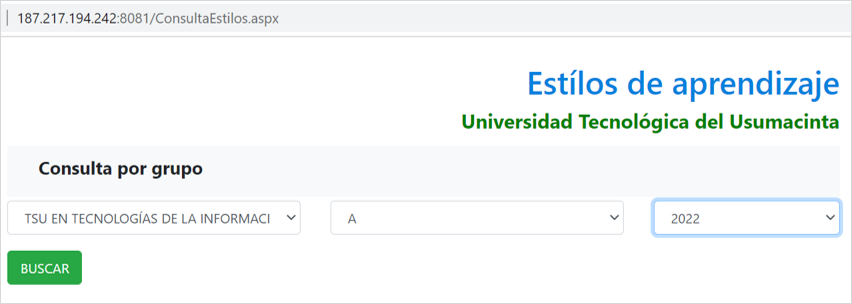 187.217.194.242:8081/ConsultaEstilos.aspx
Estílos de aprendizaje
Universidad Tecnológica del Usumacinta
Consulta por grupo
TSU EN TECNOLOGÍAS DE LA INFORMACI A 2022
BUSCAR